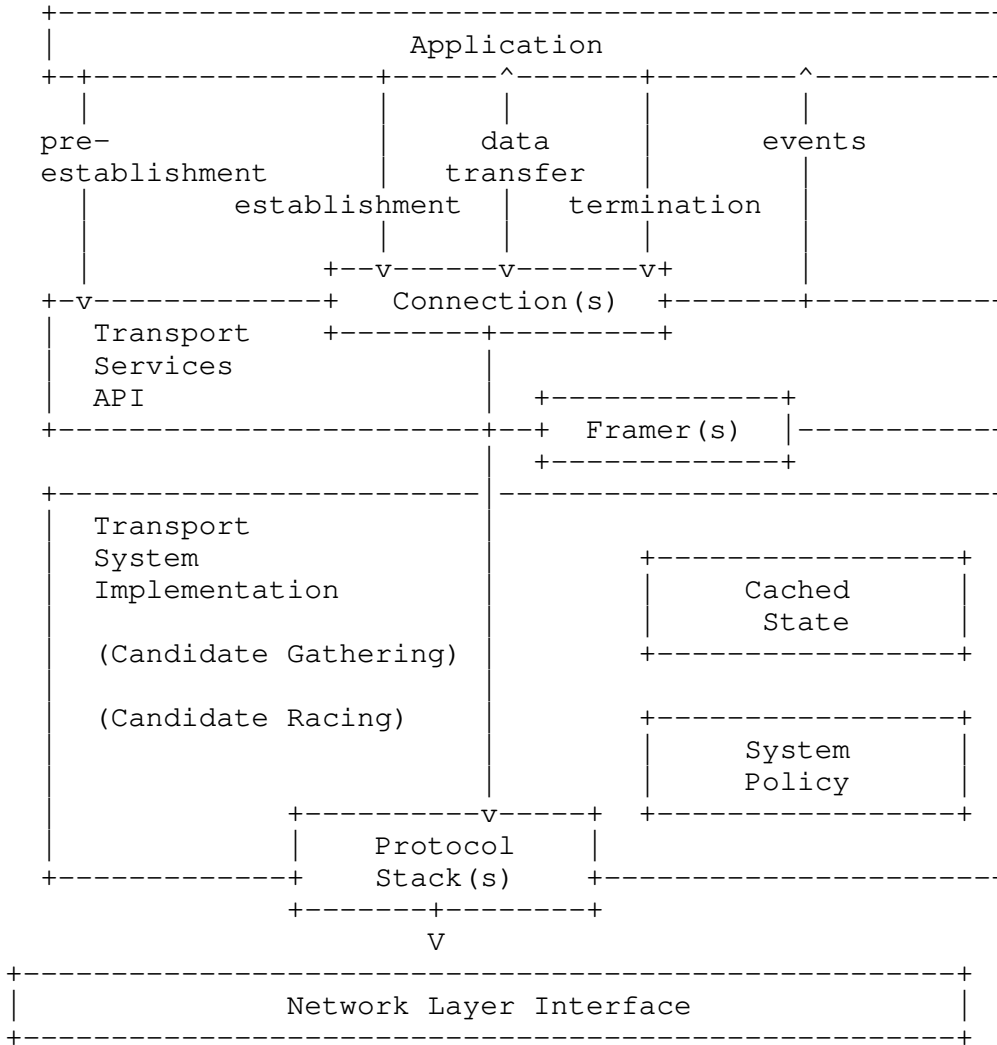 Application
pre- data events
establishment transfer
establishment termination
Connection(s)
Transport
Services
API
Framer(s)
Transport
System
Implementation Cached
State
(Candidate Gathering)
(Candidate Racing)
System
Policy
Protocol
Stack(s)
Network Layer Interface